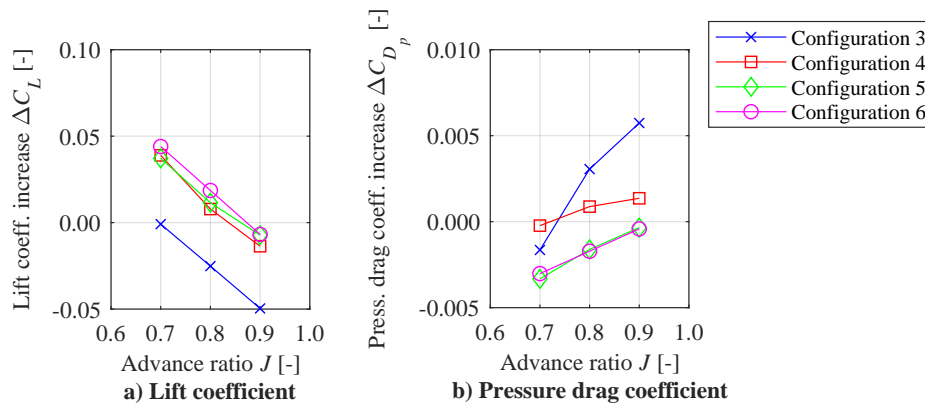 Lift coeff. increase ΔC_L [-]
0.10
0.05
0.00
-0.05
0.6 0.7 0.8 0.9 1.0
Advance ratio J [-]
a) Lift coefficient
Press. drag coeff. increase ΔC_{D_p} [-]
0.010
0.005
0.000
-0.005
0.6 0.7 0.8 0.9 1.0
Advance ratio J [-]
b) Pressure drag coefficient
Configuration 3
Configuration 4
Configuration 5
Configuration 6